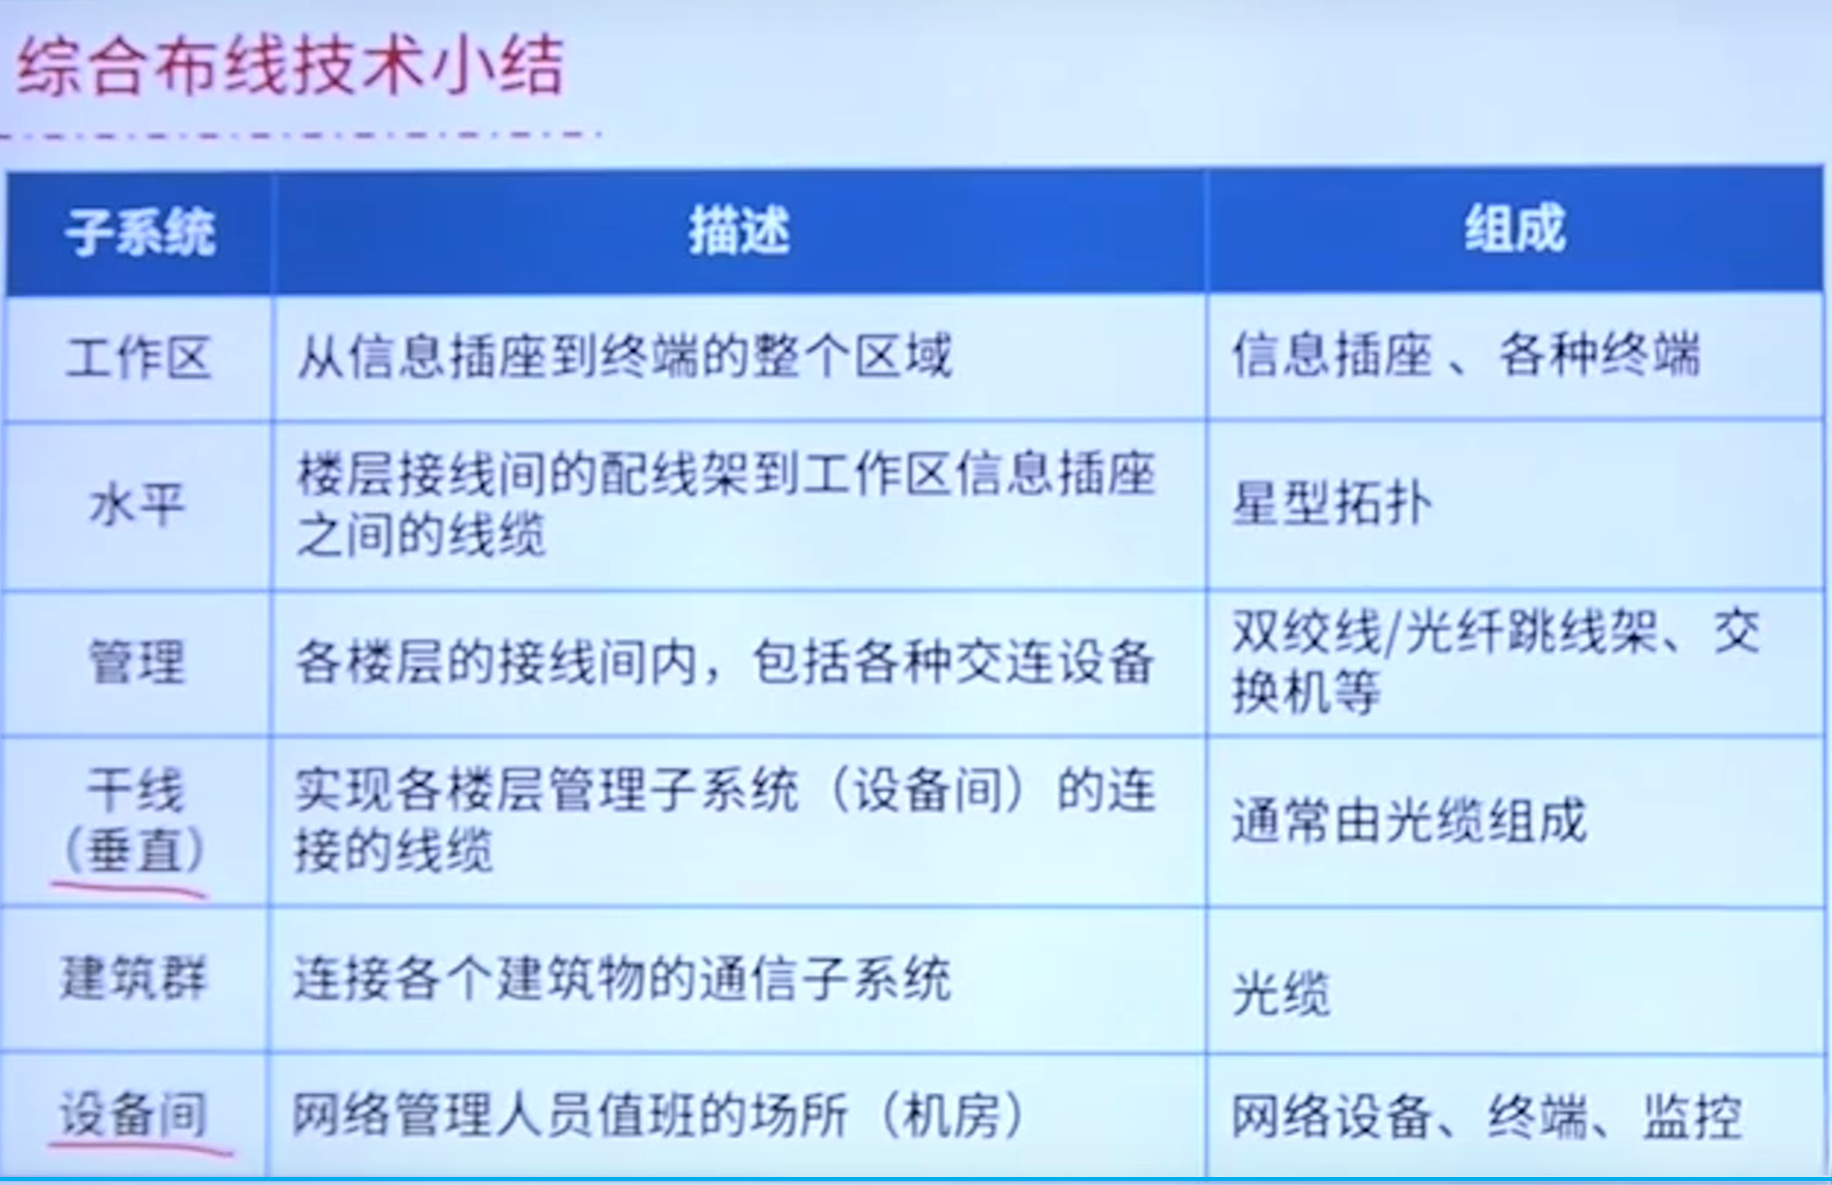 综合布线技术小结
子系统
描述
组成
工作区
从信息插座到终端的整个区域
信息插座、各种终端
水平
楼层接线间的配线架到工作区信息插座
之间的线缆
星型拓扑
管理
各楼层的接线间内，包括各种交连设备
双绞线/光纤跳线架、交
换机等
干线
（垂直）
实现各楼层管理子系统（设备间）的连
接的线缆
通常由光缆组成
建筑群
连接各个建筑物的通信子系统
光缆
设备间
网络管理人员值班的场所（机房）
网络设备、终端、监控